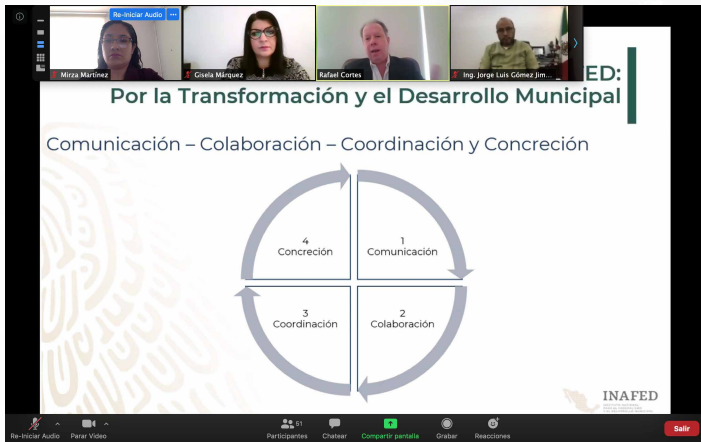 Re-Iniciar Audio
Mirza Martínez
Gisela Márquez
Rafael Cortes
Ing. Jorge Luis Gómez Jim...
ED:
Por la Transformación y el Desarrollo Municipal
Comunicación – Colaboración – Coordinación y Concreción
4
Concreción
1
Comunicación
3
Coordinación
2
Colaboración
INAFED
51
Re-Iniciar Audio
Parar Video
Participantes
Chatear
Compartir pantalla
Grabar
Reacciones
Salir